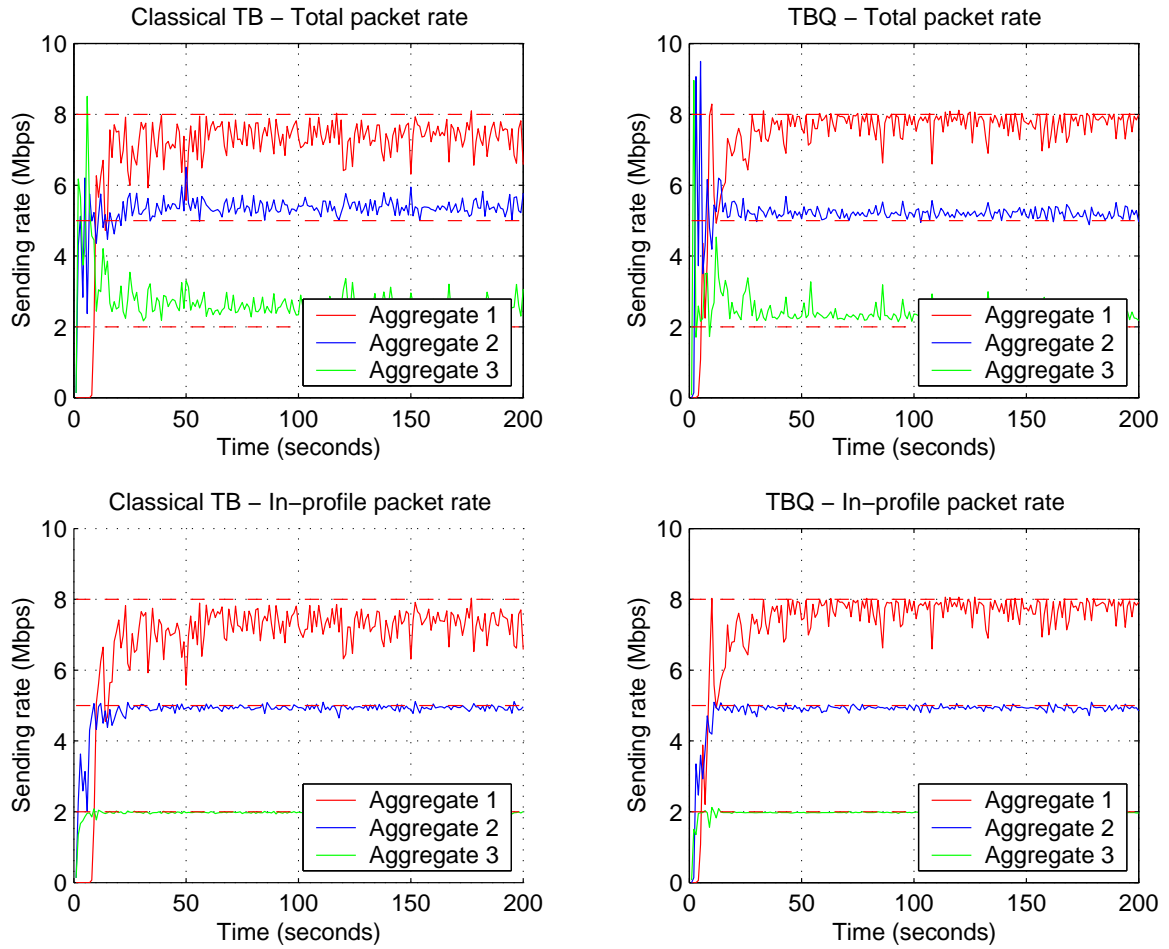 Classical TB − Total packet rate
10
8
6
4
2
0
Sending rate (Mbps)
Aggregate 1
Aggregate 2
Aggregate 3
0 50 100 150 200
Time (seconds)
TBQ − Total packet rate
10
8
6
4
2
0
Sending rate (Mbps)
Aggregate 1
Aggregate 2
Aggregate 3
0 50 100 150 200
Time (seconds)
Classical TB − In−profile packet rate
10
8
6
4
2
0
Sending rate (Mbps)
Aggregate 1
Aggregate 2
Aggregate 3
0 50 100 150 200
Time (seconds)
TBQ − In−profile packet rate
10
8
6
4
2
0
Sending rate (Mbps)
Aggregate 1
Aggregate 2
Aggregate 3
0 50 100 150 200
Time (seconds)